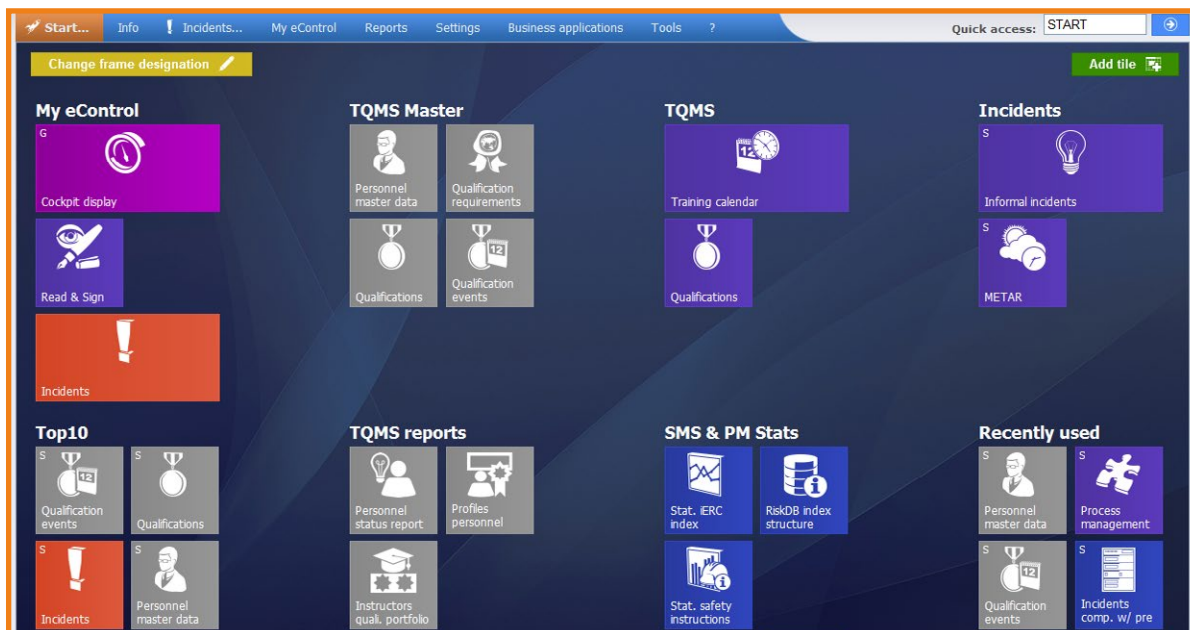 Start...
Info
Incidents...
My eControl
Reports
Settings
Business applications
Tools
?
Quick access:
START
Change frame designation
Add tile
My eControl
G
Cockpit display
Read & Sign
Incidents
TQMS Master
Personnel
master data
Qualification
requirements
Qualifications
12
Qualification
events
TQMS
12
Training calendar
Qualifications
Incidents
S
Informal incidents
S
METAR
Top10
S
12
Qualification
events
S
Qualifications
S
Incidents
S
Personnel
master data
TQMS reports
Personnel
status report
Profiles
personnel
Instructors
quali. portfolio
SMS & PM Stats
Stat. iERC
index
RiskDB index
structure
Stat. safety
instructions
Recently used
S
Personnel
master data
S
Process
management
S
12
Qualification
events
S
Incidents
comp. w/ pre